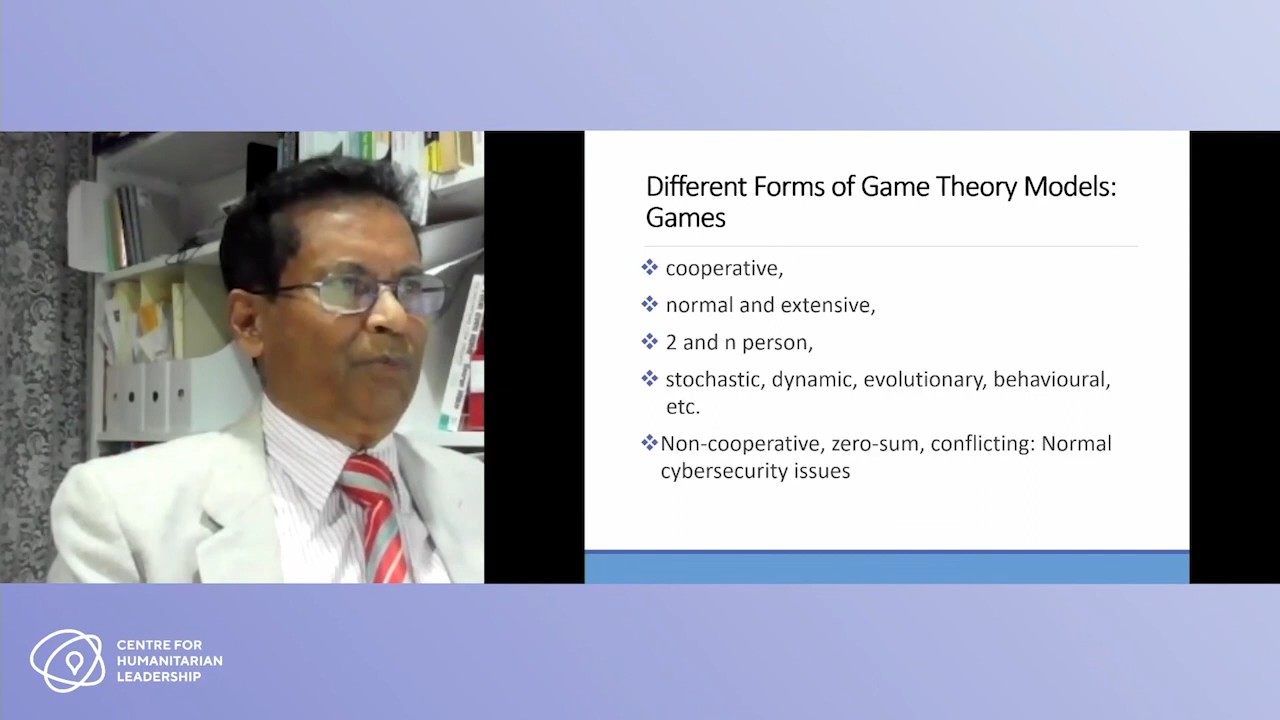 Different Forms of Game Theory Models:
Games
❖ cooperative,
❖ normal and extensive,
❖ 2 and n person,
❖ stochastic, dynamic, evolutionary, behavioural,
etc.
❖Non-cooperative, zero-sum, conflicting: Normal
cybersecurity issues
CENTRE FOR
HUMANITARIAN
LEADERSHIP